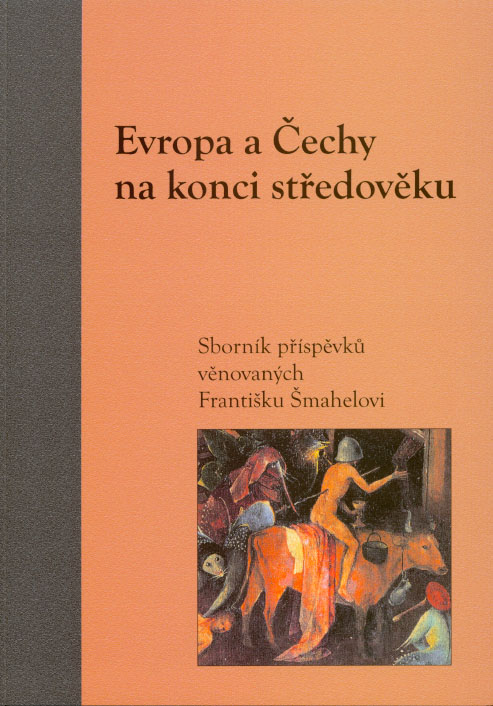 Evropa a Čechy
na konci středověku
Sborník příspěvků
věnovaných
Františku Šmahelovi